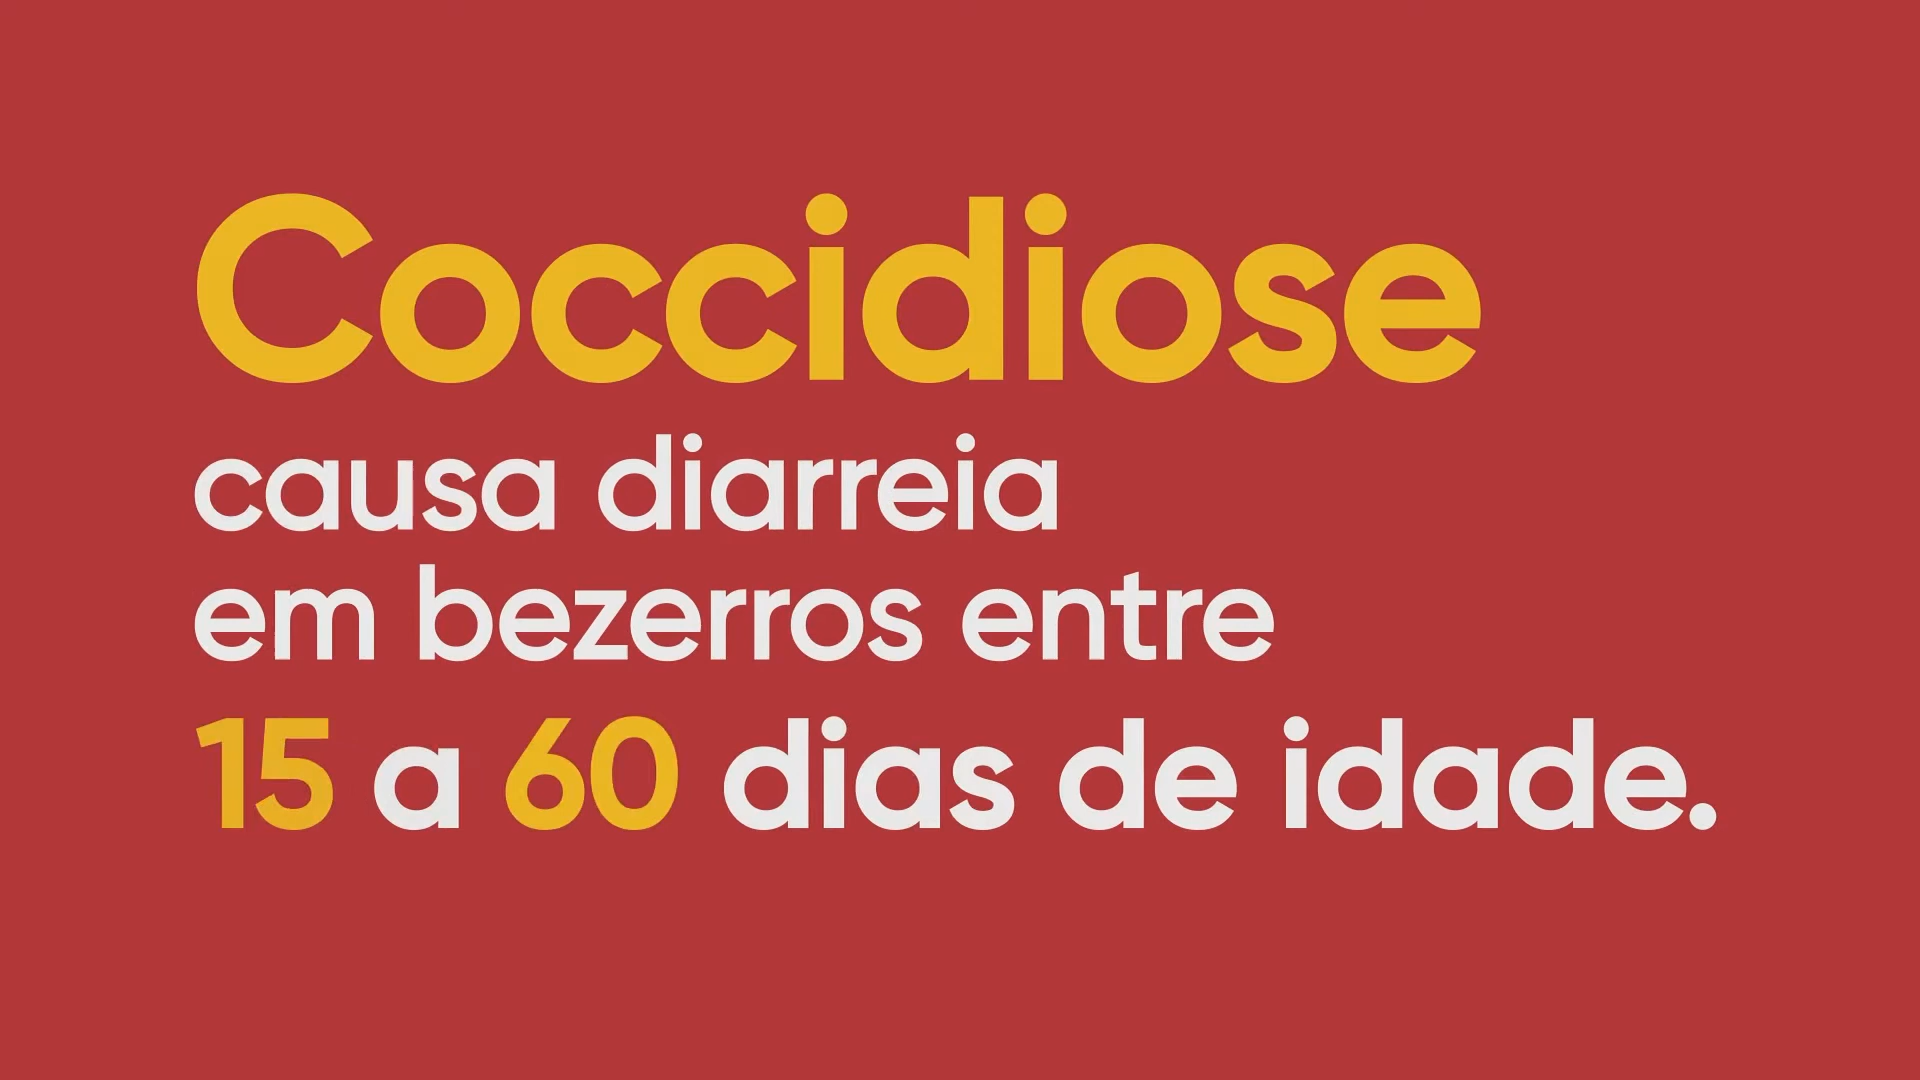 Coccidiose
causa diarreia
em bezerros entre
15 a 60 dias de idade.